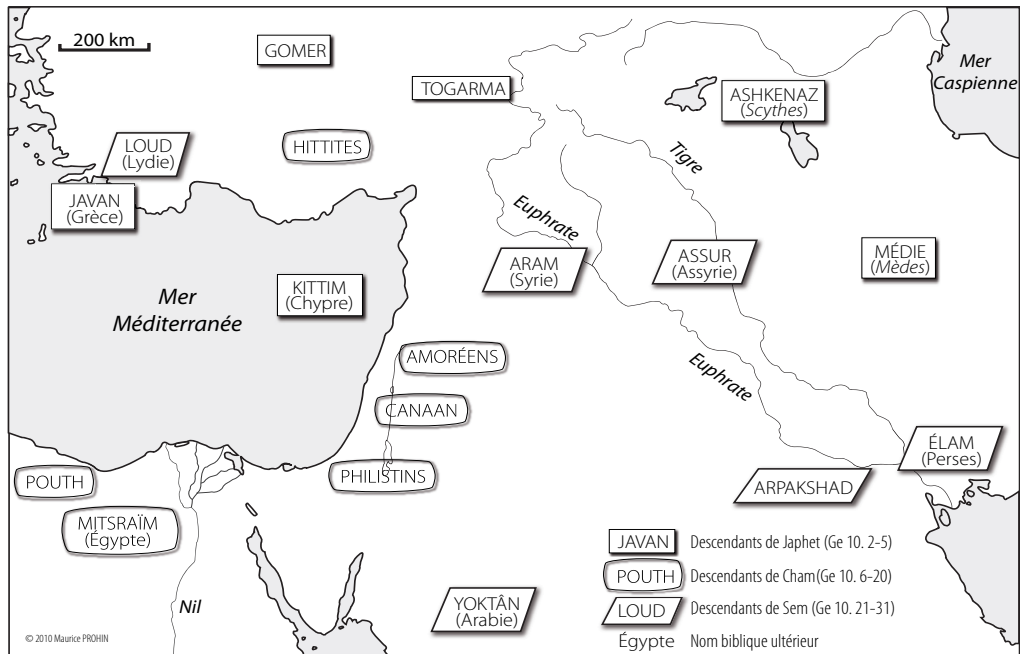 200 km
GOMER
Mer
Caspienne
TOGARMA
ASHKENAZ
(Scythes)
LOUD
(Lydie)
HITTITES
Tigre
JAVAN
(Grèce)
Euphrate
ARAM
(Syrie)
ASSUR
(Assyrie)
MÉDIE
(Mèdes)
KITTIM
(Chypre)
Mer
Méditerranée
AMORÉENS
Euphrate
CANAAN
ÉLAM
(Perses)
POUTH
PHILISTINS
ARPAKSHAD
MITSRAÏM
(Égypte)
JAVAN Descendants de Japhet (Ge 10. 2-5)
POUTH Descendants de Cham(Ge 10. 6-20)
LOUD Descendants de Sem (Ge 10. 21-31)
Égypte Nom biblique ultérieur
Nil
YOKTÂN
(Arabie)
© 2010 Maurice PROHIN